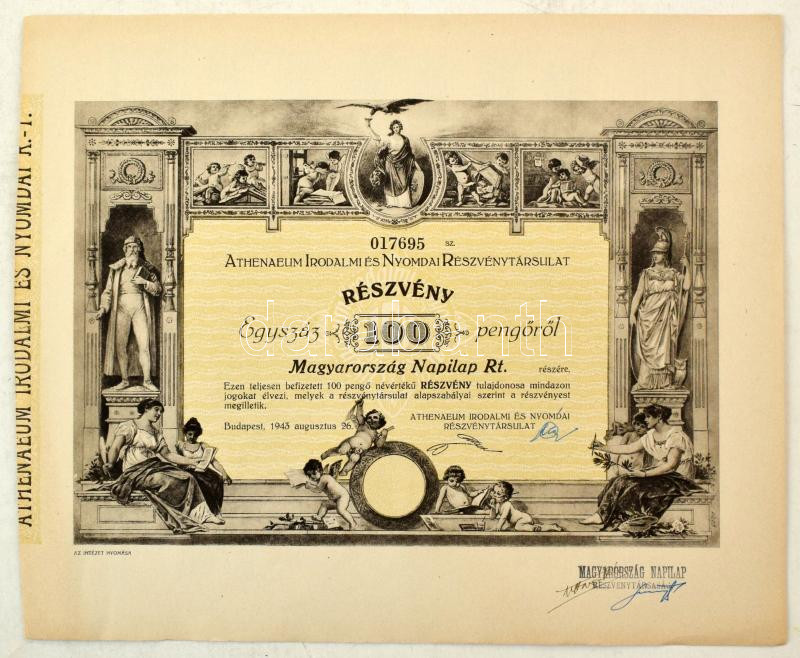 ATHENAEUM IRODALMI ÉS NYOMDAI R.-T.
017695 SZ.
ATHENAEUM IRODALMI ÉS NYOMDAI RÉSZVÉNYTÁRSULAT
RÉSZVÉNY
Egyszáz 100 pengőről
Magyarország Napilap Rt. részére.
Ezen teljesen befizetett 100 pengő névértékű RÉSZVÉNY tulajdonosa mindazon
jogokat élvezi, melyek a részvénytársulat alapszabályai szerint a részvényest
megilletik.
Budapest, 1943 augusztus 26.
ATHENAEUM IRODALMI ÉS NYOMDAI
RÉSZVÉNYTÁRSULAT
AZ INTÉZET NYOMÁSA
MAGYARORSZÁG NAPILAP
RÉSZVÉNYTÁRSASÁG